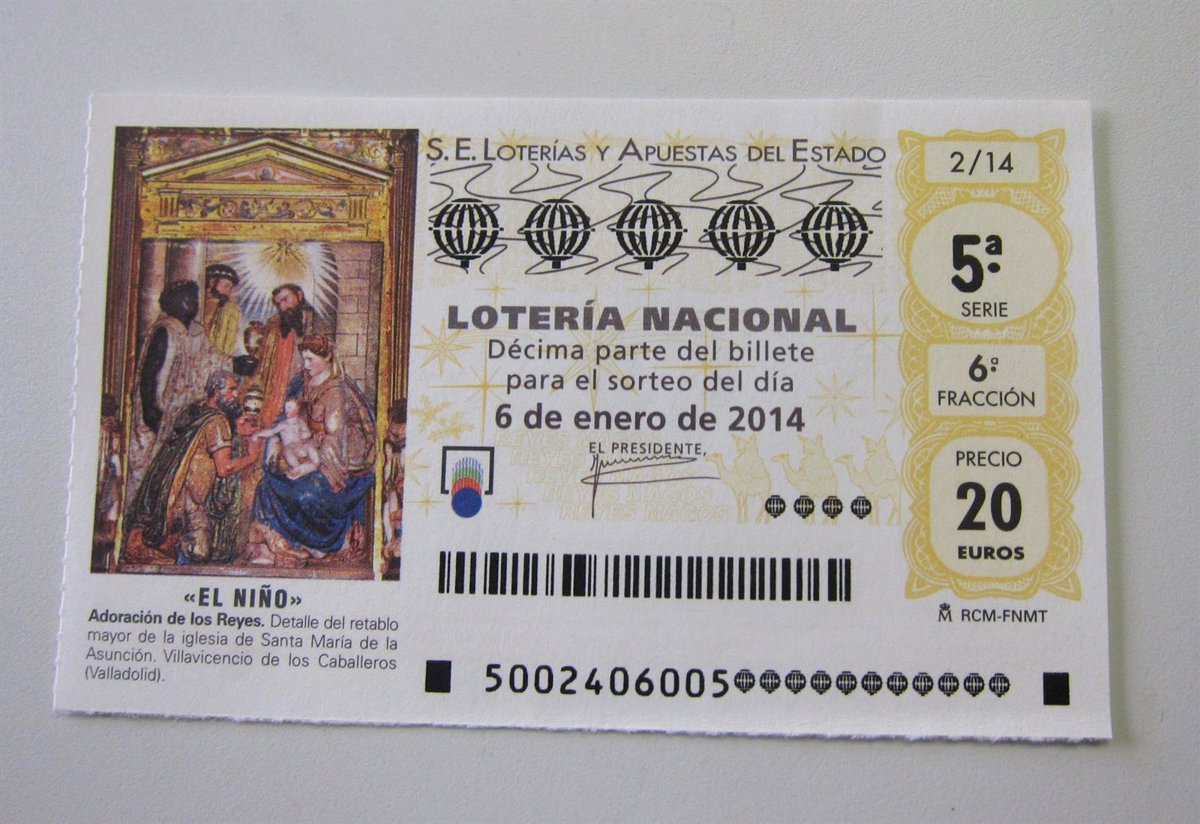 S. E. LOTERÍAS Y APUESTAS DEL ESTADO
LOTERÍA NACIONAL
Décima parte del billete
para el sorteo del día
6 de enero de 2014
EL PRESIDENTE,
REYES MAGOS
2/14
5ª
SERIE
6ª
FRACCIÓN
PRECIO
20
EUROS
RCM-FNMT
«EL NIÑO»
Adoración de los Reyes. Detalle del retablo
mayor de la iglesia de Santa María de la
Asunción. Villavicencio de los Caballeros
(Valladolid).
5002406005